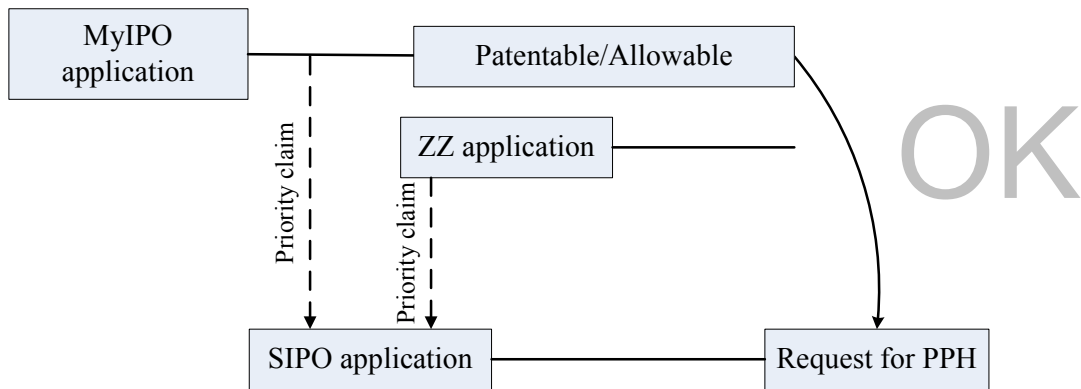 MyIPO
application
Patentable/Allowable
OK
ZZ application
Priority claim
Priority claim
SIPO application
Request for PPH